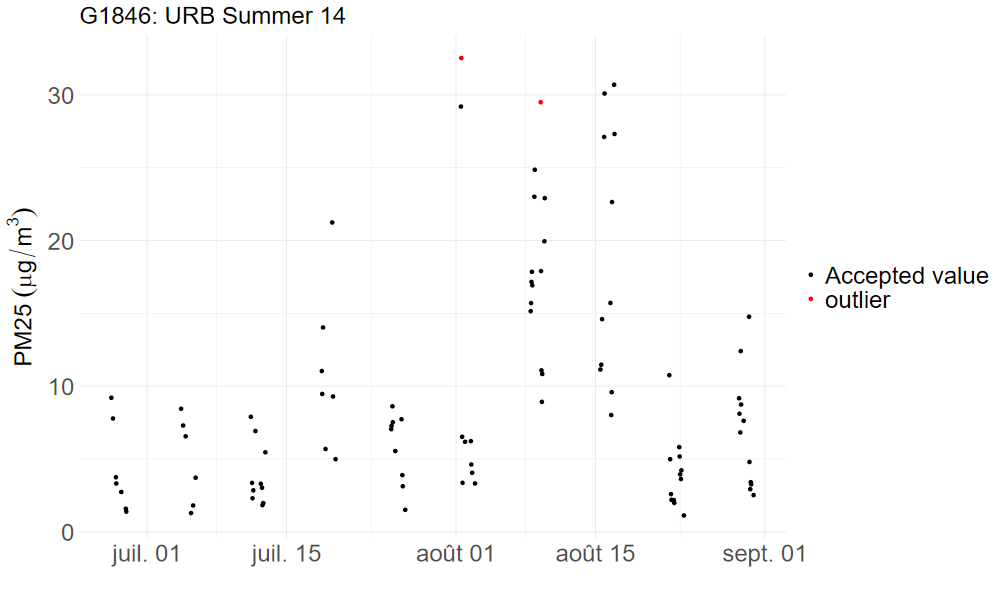 G1846: URB Summer 14
PM25 (μg/m³)
30
20
10
0
juil. 01
juil. 15
août 01
août 15
sept. 01
Accepted value
outlier